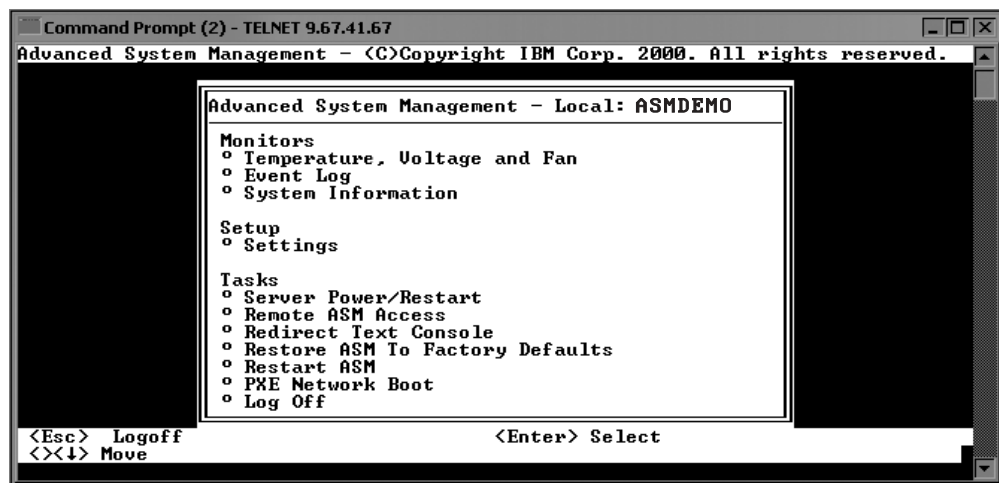 Command Prompt (2) - TELNET 9.67.41.67
Advanced System Management - (C)Copyright IBM Corp. 2000. All rights reserved.
Advanced System Management - Local: ASMDEMO
Monitors
º Temperature, Voltage and Fan
º Event Log
º System Information
Setup
º Settings
Tasks
º Server Power/Restart
º Remote ASM Access
º Redirect Text Console
º Restore ASM To Factory Defaults
º Restart ASM
º PXE Network Boot
º Log Off
<Esc> Logoff <Enter> Select
<><↓> Move